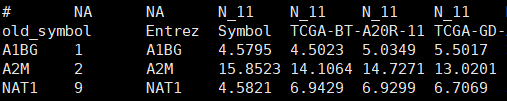 # NA NA N_11 N_11 N_11 N_11
old_symbol Entrez Symbol TCGA-BT-A20R-11 TCGA-GD-
A1BG 1 A1BG 4.5795 4.5023 5.0349 5.5017
A2M 2 A2M 15.8523 14.1064 14.7271 13.0201
NAT1 9 NAT1 4.5821 6.9429 6.9299 6.7069